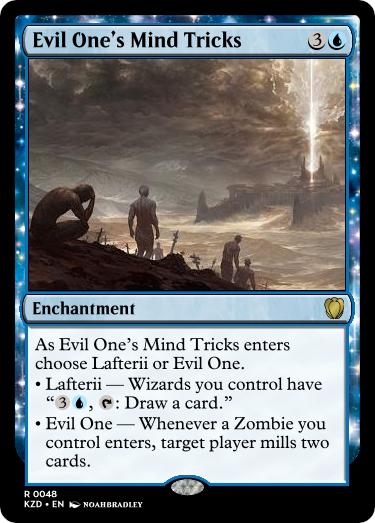 Evil One's Mind Tricks 3
Enchantment
As Evil One's Mind Tricks enters
choose Lafterii or Evil One.
• Lafterii — Wizards you control have
“3, : Draw a card.”
• Evil One — Whenever a Zombie you
control enters, target player mills two
cards.
R 0048
KZD • EN NOAHBRADLEY